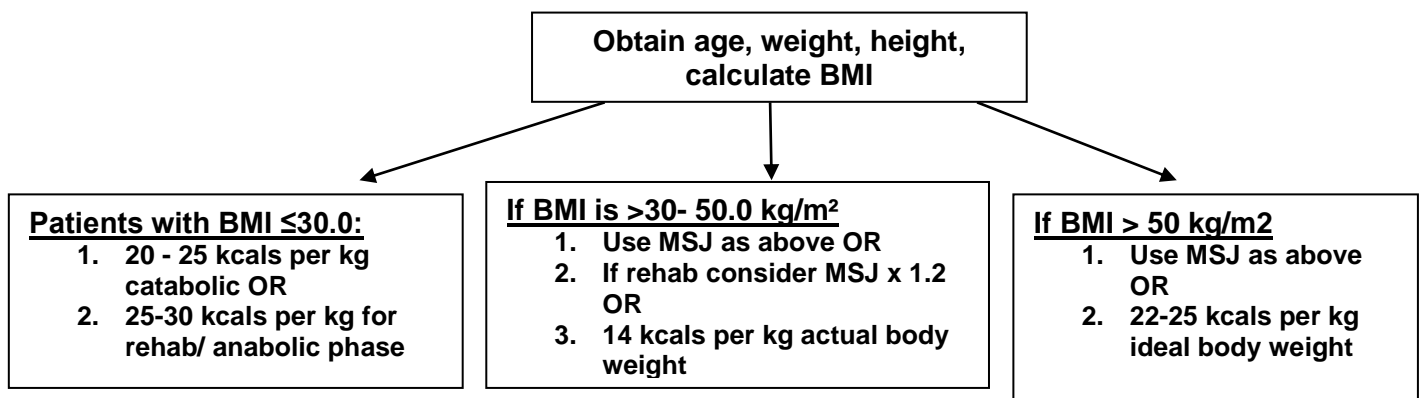 Obtain age, weight, height,
calculate BMI
Patients with BMI ≤30.0:
1. 20 - 25 kcals per kg
catabolic OR
2. 25-30 kcals per kg for
rehab/ anabolic phase
If BMI is >30- 50.0 kg/m²
1. Use MSJ as above OR
2. If rehab consider MSJ x 1.2
OR
3. 14 kcals per kg actual body
weight
If BMI > 50 kg/m2
1. Use MSJ as above
OR
2. 22-25 kcals per kg
ideal body weight